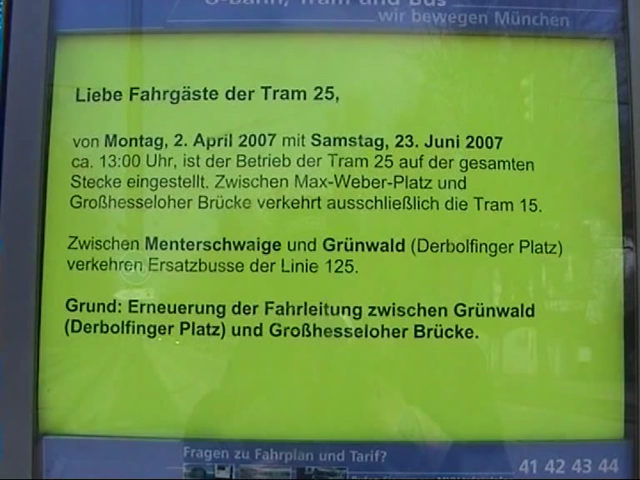 U-Bahn, Tram und Bus
wir bewegen München
Liebe Fahrgäste der Tram 25,
von Montag, 2. April 2007 mit Samstag, 23. Juni 2007
ca. 13:00 Uhr, ist der Betrieb der Tram 25 auf der gesamten
Stecke eingestellt. Zwischen Max-Weber-Platz und
Großhesseloher Brücke verkehrt ausschließlich die Tram 15.
Zwischen Menterschwaige und Grünwald (Derbolfinger Platz)
verkehren Ersatzbusse der Linie 125.
Grund: Erneuerung der Fahrleitung zwischen Grünwald
(Derbolfinger Platz) und Großhesseloher Brücke.
Fragen zu Fahrplan und Tarif?
41 42 43 44